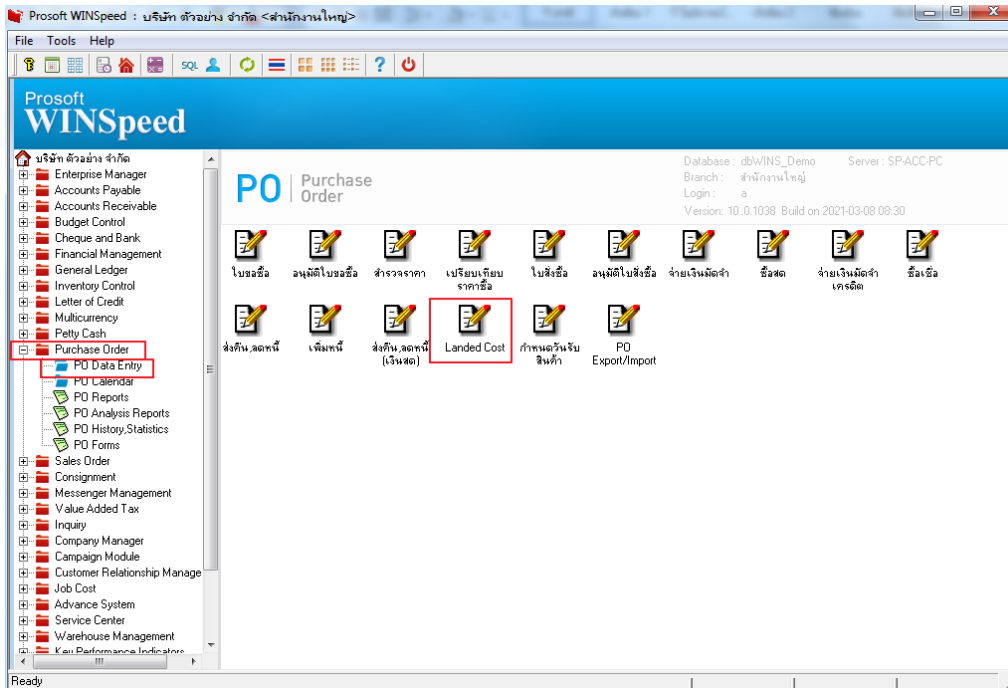 Prosoft WINSpeed : บริษัท ตัวอย่าง จำกัด <สำนักงานใหญ่>
File Tools Help
SQL
Prosoft
WINSpeed
บริษัท ตัวอย่าง จำกัด
Enterprise Manager
Accounts Payable
Accounts Receivable
Budget Control
Cheque and Bank
Financial Management
General Ledger
Inventory Control
Letter of Credit
Multicurrency
Petty Cash
Purchase Order
PO Data Entry
PO Calendar
PO Reports
PO Analysis Reports
PO History,Statistics
PO Forms
Sales Order
Consignment
Messenger Management
Value Added Tax
Inquiry
Company Manager
Campaign Module
Customer Relationship Manage
Job Cost
Advance System
Service Center
Warehouse Management
Key Performance Indicators
PO Purchase
Order
Database : dbWINS_Demo Server : SP-ACC-PC
Branch : สำนักงานใหญ่
Login : a
Version: 10.0.1038 Build on 2021-03-08 08:30
ใบขอซื้อ อนุมัติใบขอซื้อ สำรวจราคา เปรียบเทียบ ใบสั่งซื้อ อนุมัติใบสั่งซื้อ จ่ายเงินมัดจำ ซื้อสด จ่ายเงินมัดจำ ซื้อเชื่อ
ราคาซื้อ เครดิต
ส่งคืน,ลดหนี้ เพิ่มหนี้ ส่งคืน,ลดหนี้ Landed Cost กำหนดวันรับ PO
(เงินสด) สินค้า Export/Import
Ready